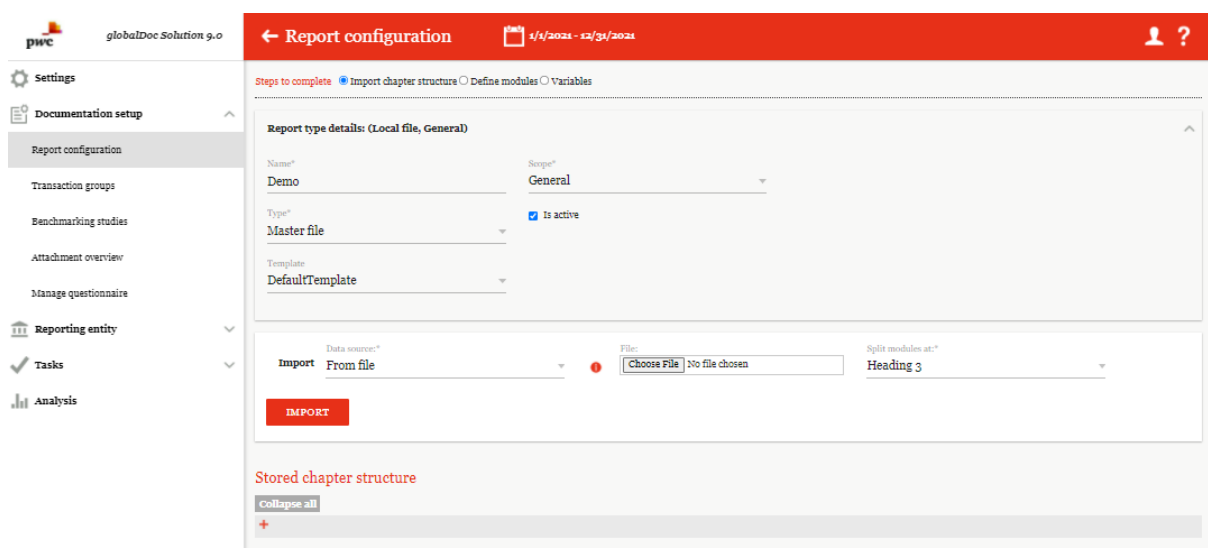 pwc
globalDoc Solution 9.0
Report configuration
1/1/2021 - 12/31/2021
?
Settings
Documentation setup
Report configuration
Transaction groups
Benchmarking studies
Attachment overview
Manage questionnaire
Reporting entity
Tasks
Analysis
Steps to complete Import chapter structure Define modules Variables
Report type details: (Local file, General)
Name* Scope*
Demo General
Type* Is active
Master file
Template
DefaultTemplate
Data source:* File: Split modules at:*
Import From file Choose File No file chosen Heading 3
IMPORT
Stored chapter structure
Collapse all
+